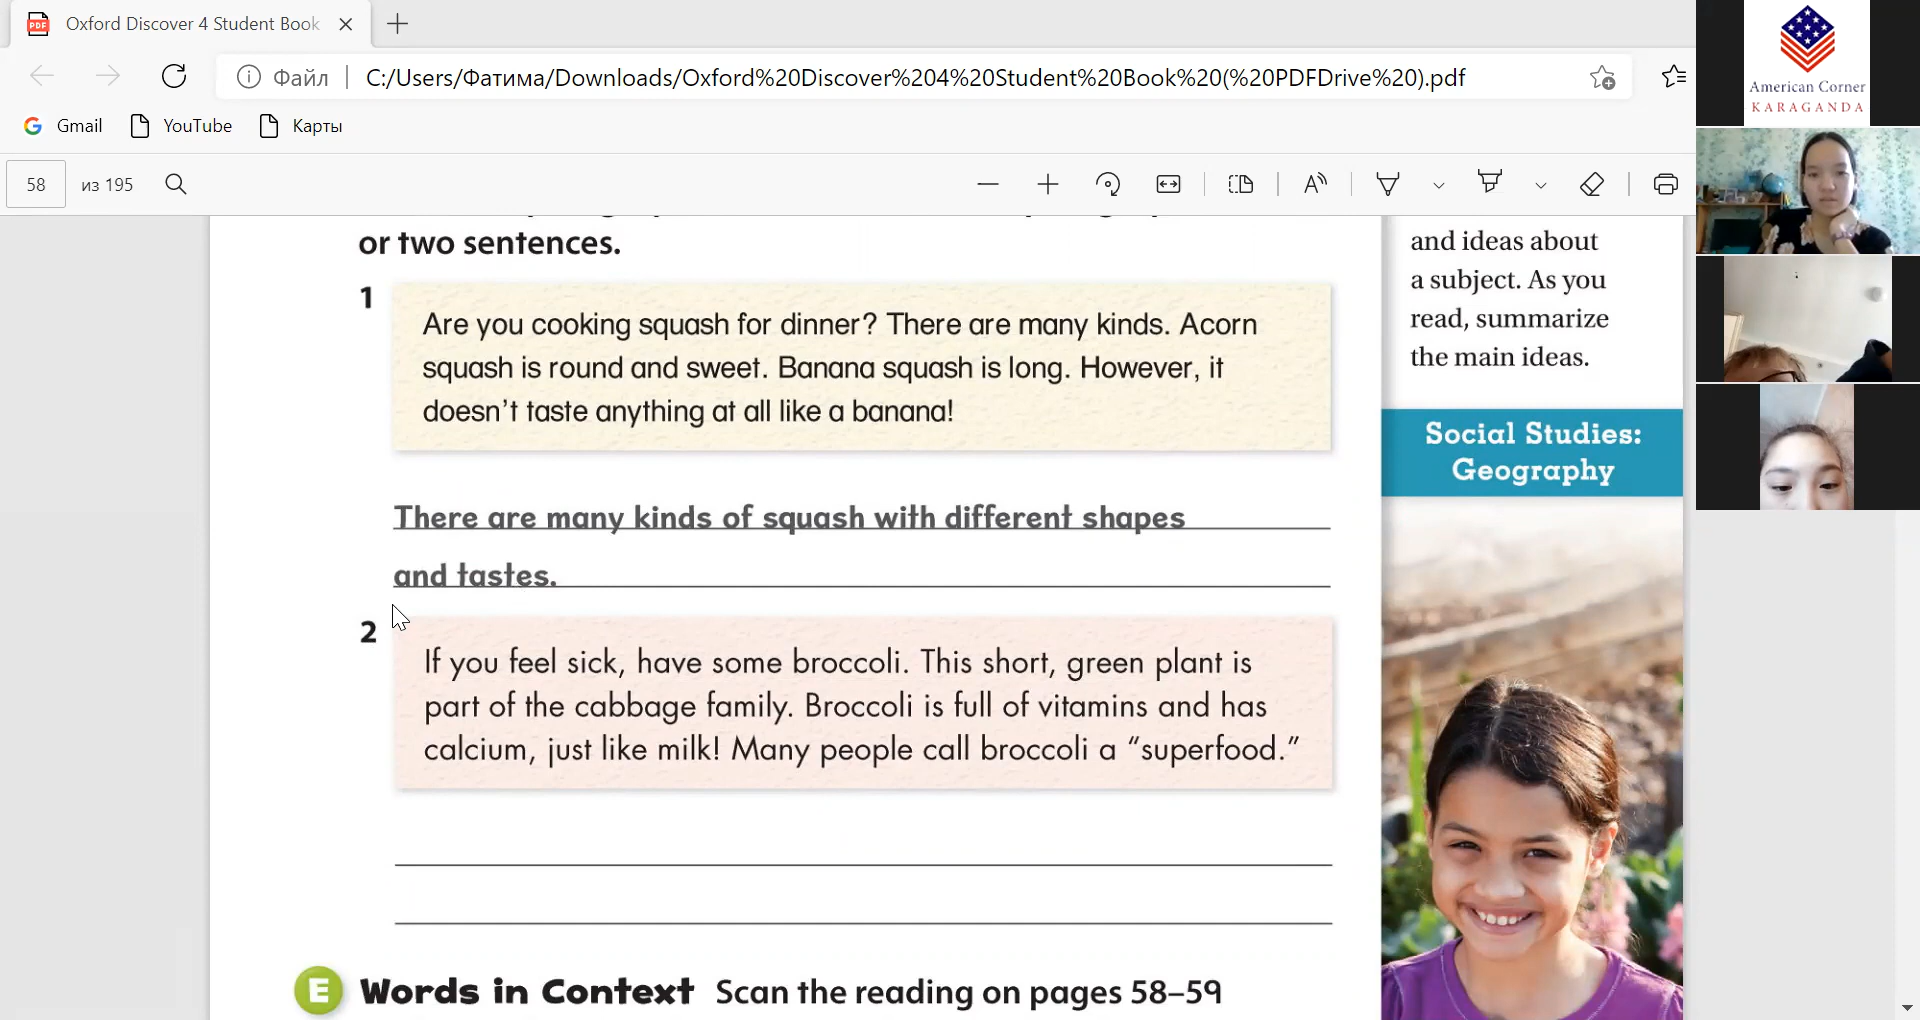 Oxford Discover 4 Student Book
Файл
C:/Users/Фатима/Downloads/Oxford%20Discover%204%20Student%20Book%20(%20PDFDrive%20).pdf
Gmail YouTube Карты
58 из 195
American Corner
KARAGANDA
or two sentences.
1
Are you cooking squash for dinner? There are many kinds. Acorn
squash is round and sweet. Banana squash is long. However, it
doesn't taste anything at all like a banana!
There are many kinds of squash with different shapes
and tastes.
2
If you feel sick, have some broccoli. This short, green plant is
part of the cabbage family. Broccoli is full of vitamins and has
calcium, just like milk! Many people call broccoli a “superfood.”
E Words in Context Scan the reading on pages 58–59
and ideas about
a subject. As you
read, summarize
the main ideas.
Social Studies:
Geography